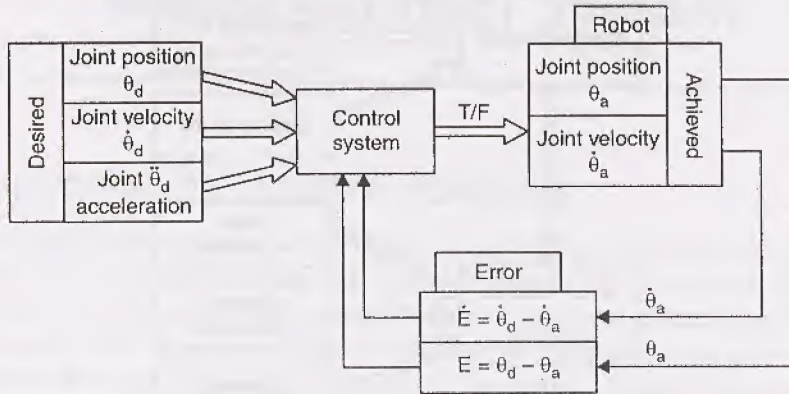 Desired
Joint position
θd
Joint velocity
θ̇d
Joint θ̈d
acceleration
Control
system
T/F
Robot
Joint position
θa
Joint velocity
θ̇a
Achieved
Error
Ė = θ̇d – θ̇a
E = θd – θa
θ̇a
θa